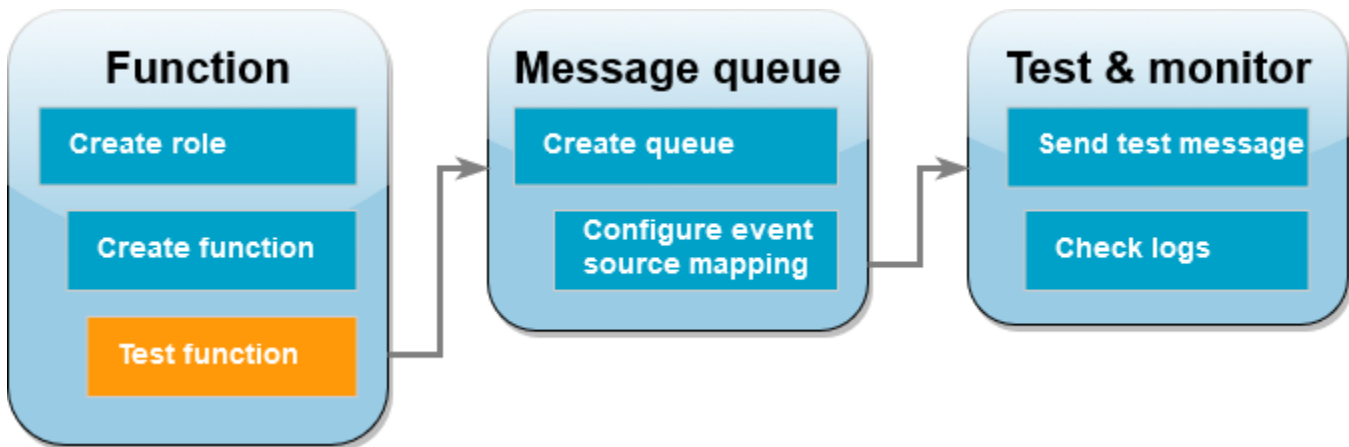 Function
Create role
Create function
Test function
Message queue
Create queue
Configure event
source mapping
Test & monitor
Send test message
Check logs